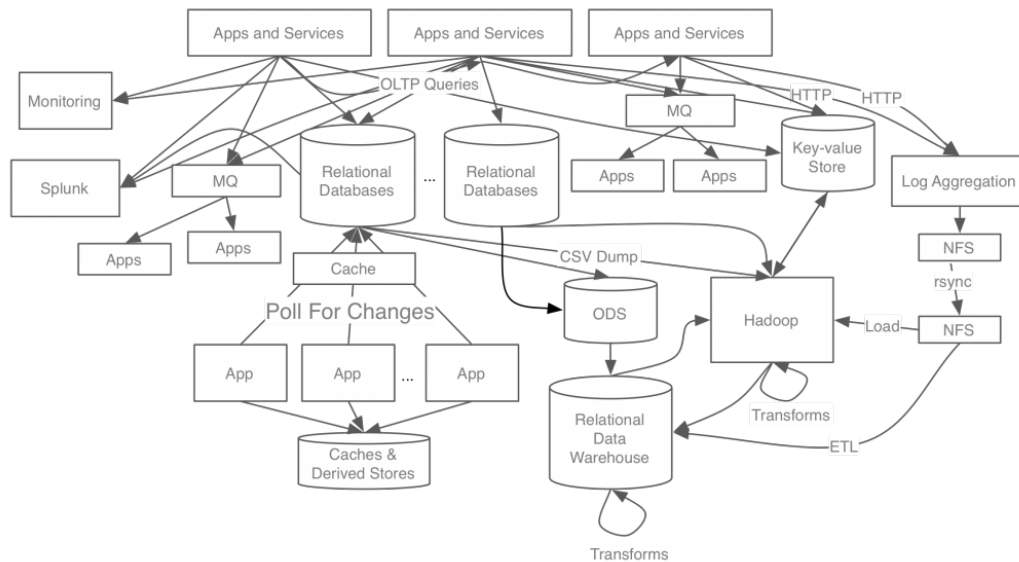 Apps and Services
Apps and Services
Apps and Services
OLTP Queries
HTTP
HTTP
Monitoring
MQ
Key-value
Store
Splunk
MQ
Relational
Databases
...
Relational
Databases
Apps
Apps
Log Aggregation
Apps
Apps
NFS
Cache
CSV Dump
rsync
Poll For Changes
ODS
Hadoop
Load
NFS
App
App
...
App
Transforms
Relational
Data
Warehouse
ETL
Caches &
Derived Stores
Transforms